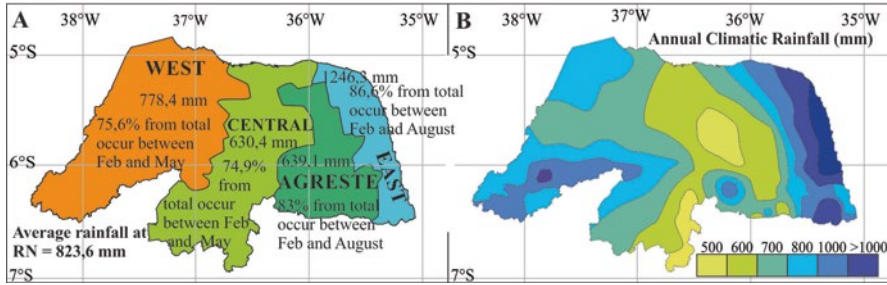 A
38°W
37°W
36°W
35°W
5°S
6°S
7°S
WEST
778,4 mm
75,6% from total
occur between
Feb and May
CENTRAL
630,4 mm
74,9%
from
total occur
between Feb
and May
1246,3 mm
86,6% from total
occur between
Feb and August
EAST
639,1 mm
AGRESTE
83% from total
occur between
Feb and August
Average rainfall at
RN = 823,6 mm
B
38°W
37°W
36°W
35°W
5°S
6°S
7°S
Annual Climatic Rainfall (mm)
500 600 700 800 1000 >1000